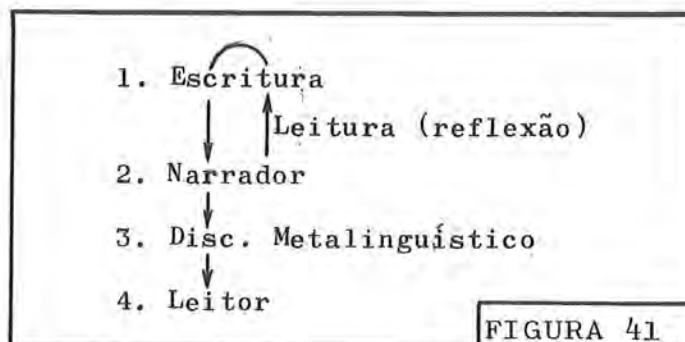 1. Escritura
Leitura (reflexão)
2. Narrador
3. Disc. Metalinguístico
4. Leitor
FIGURA 41